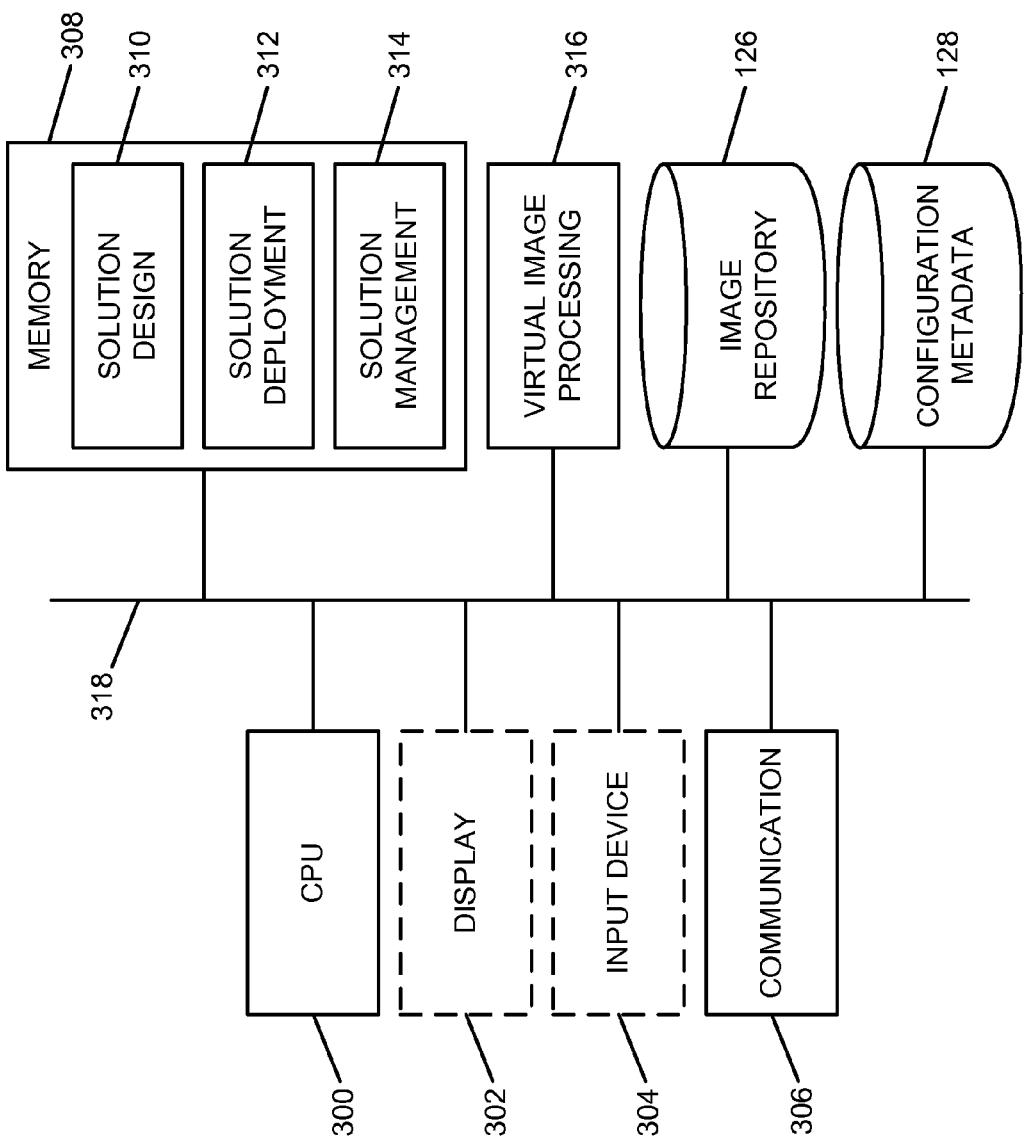 308
310
312
314
316
126
128
MEMORY
SOLUTION
DESIGN
SOLUTION
DEPLOYMENT
SOLUTION
MANAGEMENT
VIRTUAL IMAGE
PROCESSING
IMAGE
REPOSITORY
CONFIGURATION
METADATA
318
CPU
DISPLAY
INPUT DEVICE
COMMUNICATION
300
302
304
306